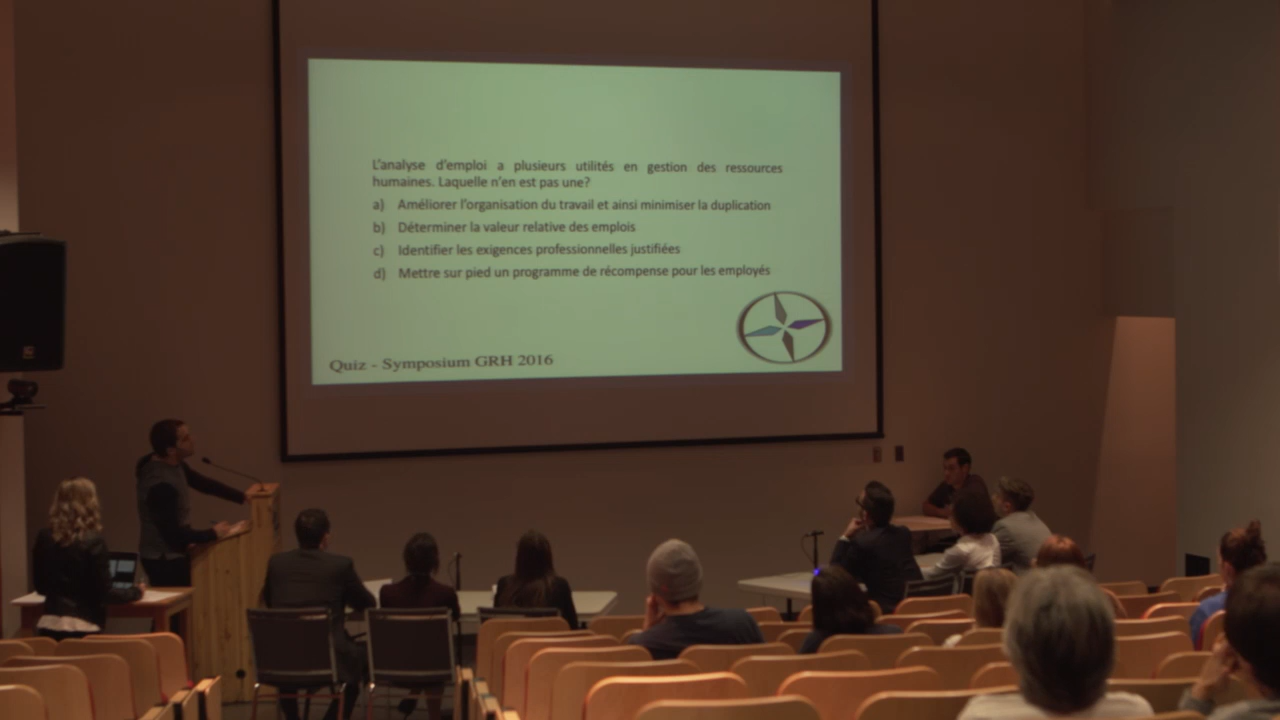 L'analyse d'emploi a plusieurs utilités en gestion des ressources
humaines. Laquelle n'en est pas une?
a) Améliorer l'organisation du travail et ainsi minimiser la duplication
b) Déterminer la valeur relative des emplois
c) Identifier les exigences professionnelles justifiées
d) Mettre sur pied un programme de récompense pour les employés
Quiz - Symposium GRH 2016